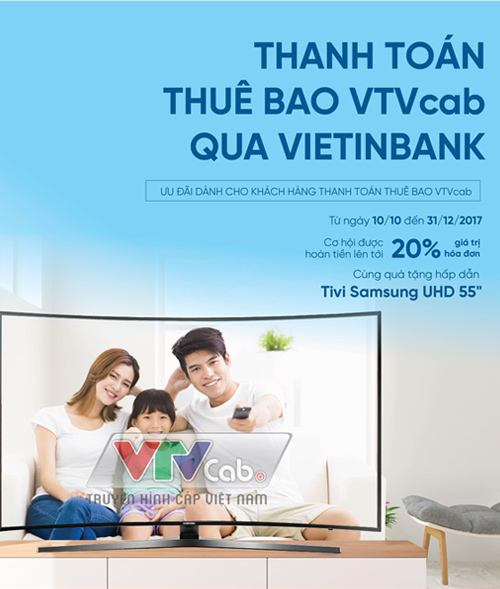 THANH TOÁN
THUÊ BAO VTVcab
QUA VIETINBANK
ƯU ĐÃI DÀNH CHO KHÁCH HÀNG THANH TOÁN THUÊ BAO VTVcab
Từ ngày 10/10 đến 31/12/2017
Cơ hội được hoàn tiền lên tới 20% giá trị hóa đơn
Cùng quà tặng hấp dẫn
Tivi Samsung UHD 55"
VTVCab
TRUYỀN HÌNH CÁP VIỆT NAM
SAMSUNG